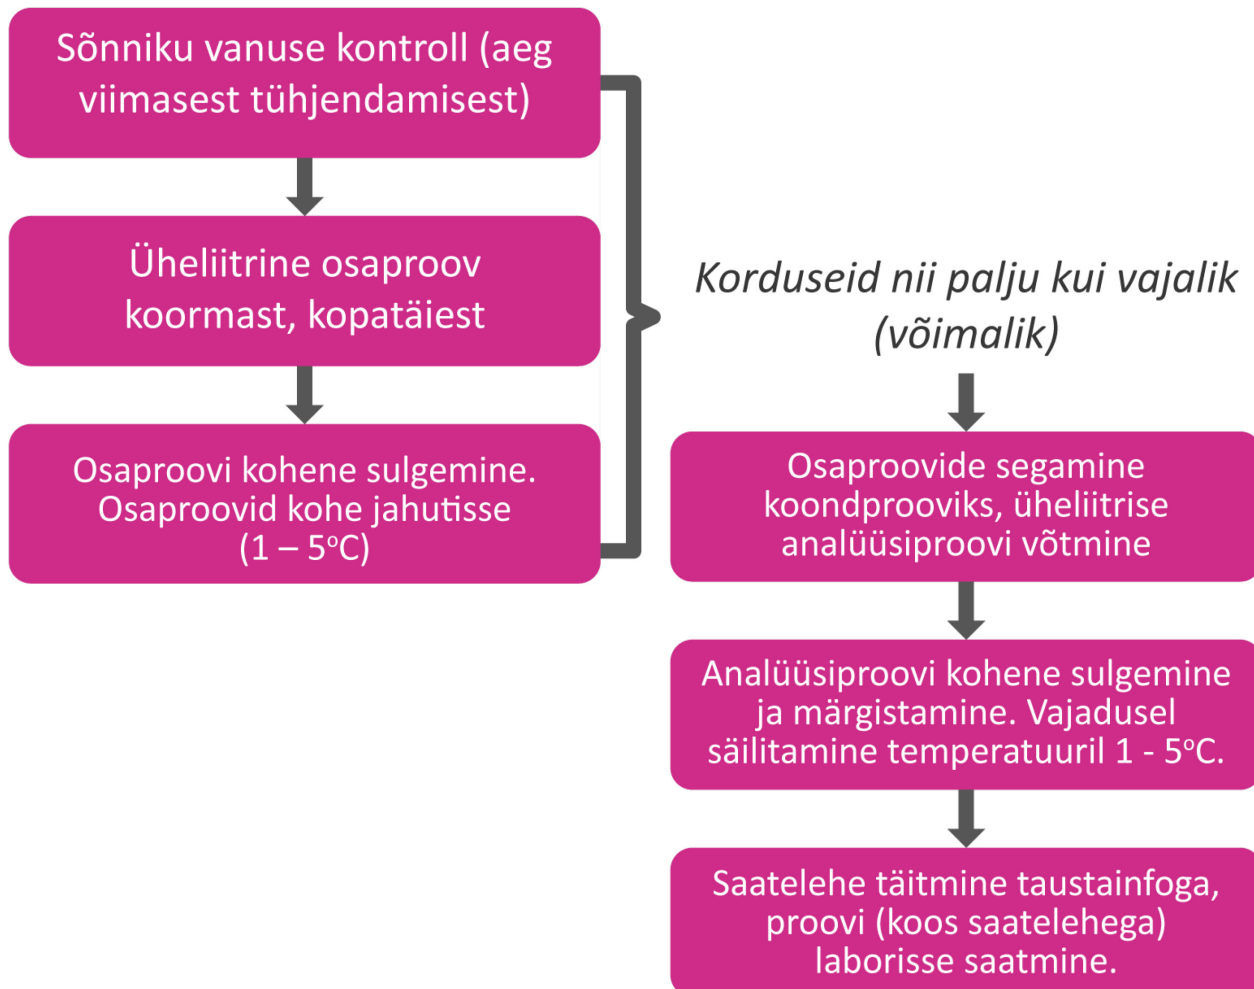 Sõnniku vanuse kontroll (aeg
viimasest tühjendamisest)
Üheliitrine osaproov
koormast, kopatäiest
Osaproovi kohene sulgemine.
Osaproovid kohe jahutisse
(1 – 5°C)
Korduseid nii palju kui vajalik
(võimalik)
Osaproovide segamine
koondprooviks, üheliitrise
analüüsiproovi võtmine
Analüüsiproovi kohene sulgemine
ja märgistamine. Vajadusel
säilitamine temperatuuril 1 - 5°C.
Saatelehe täitmine taustainfoga,
proovi (koos saatelehega)
laborisse saatmine.